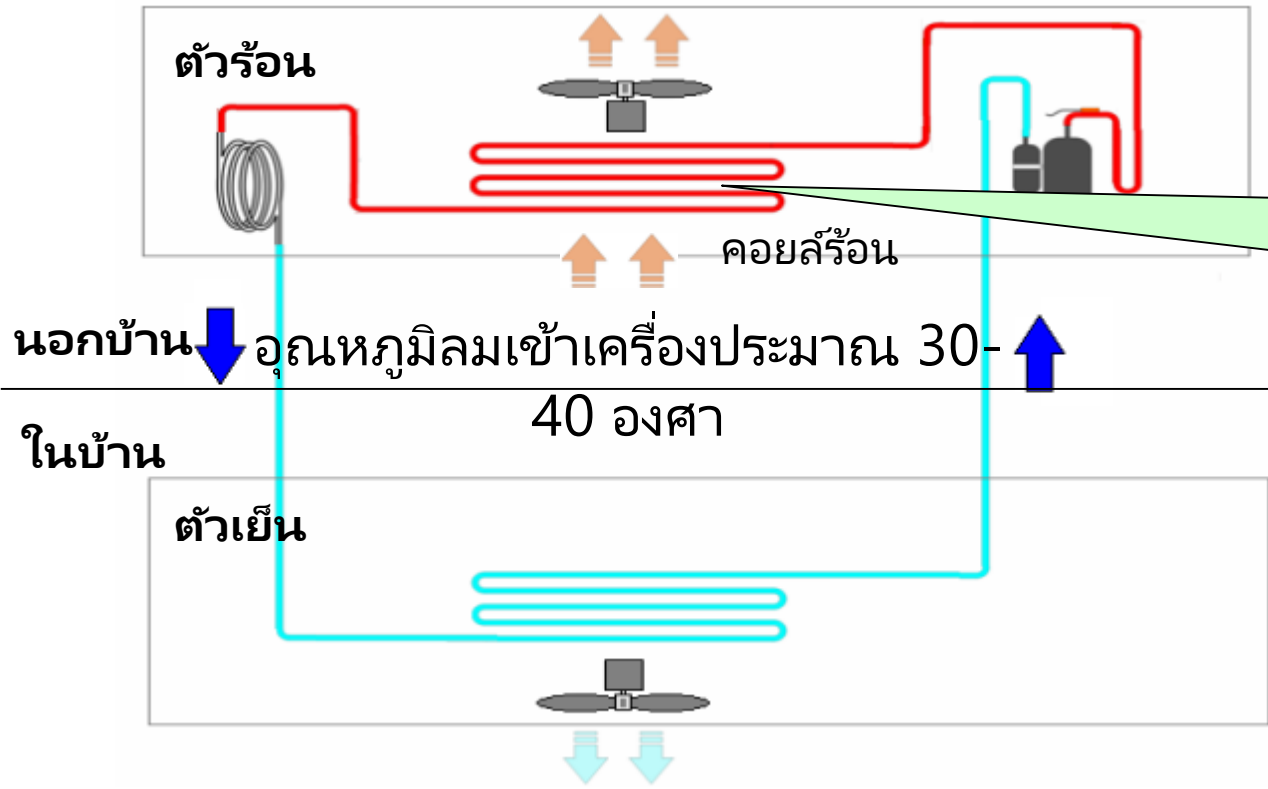 ตัวร้อน
คอยล์ร้อน
นอกบ้าน
อุณหภูมิลมเข้าเครื่องประมาณ 30-
40 องศา
ในบ้าน
ตัวเย็น